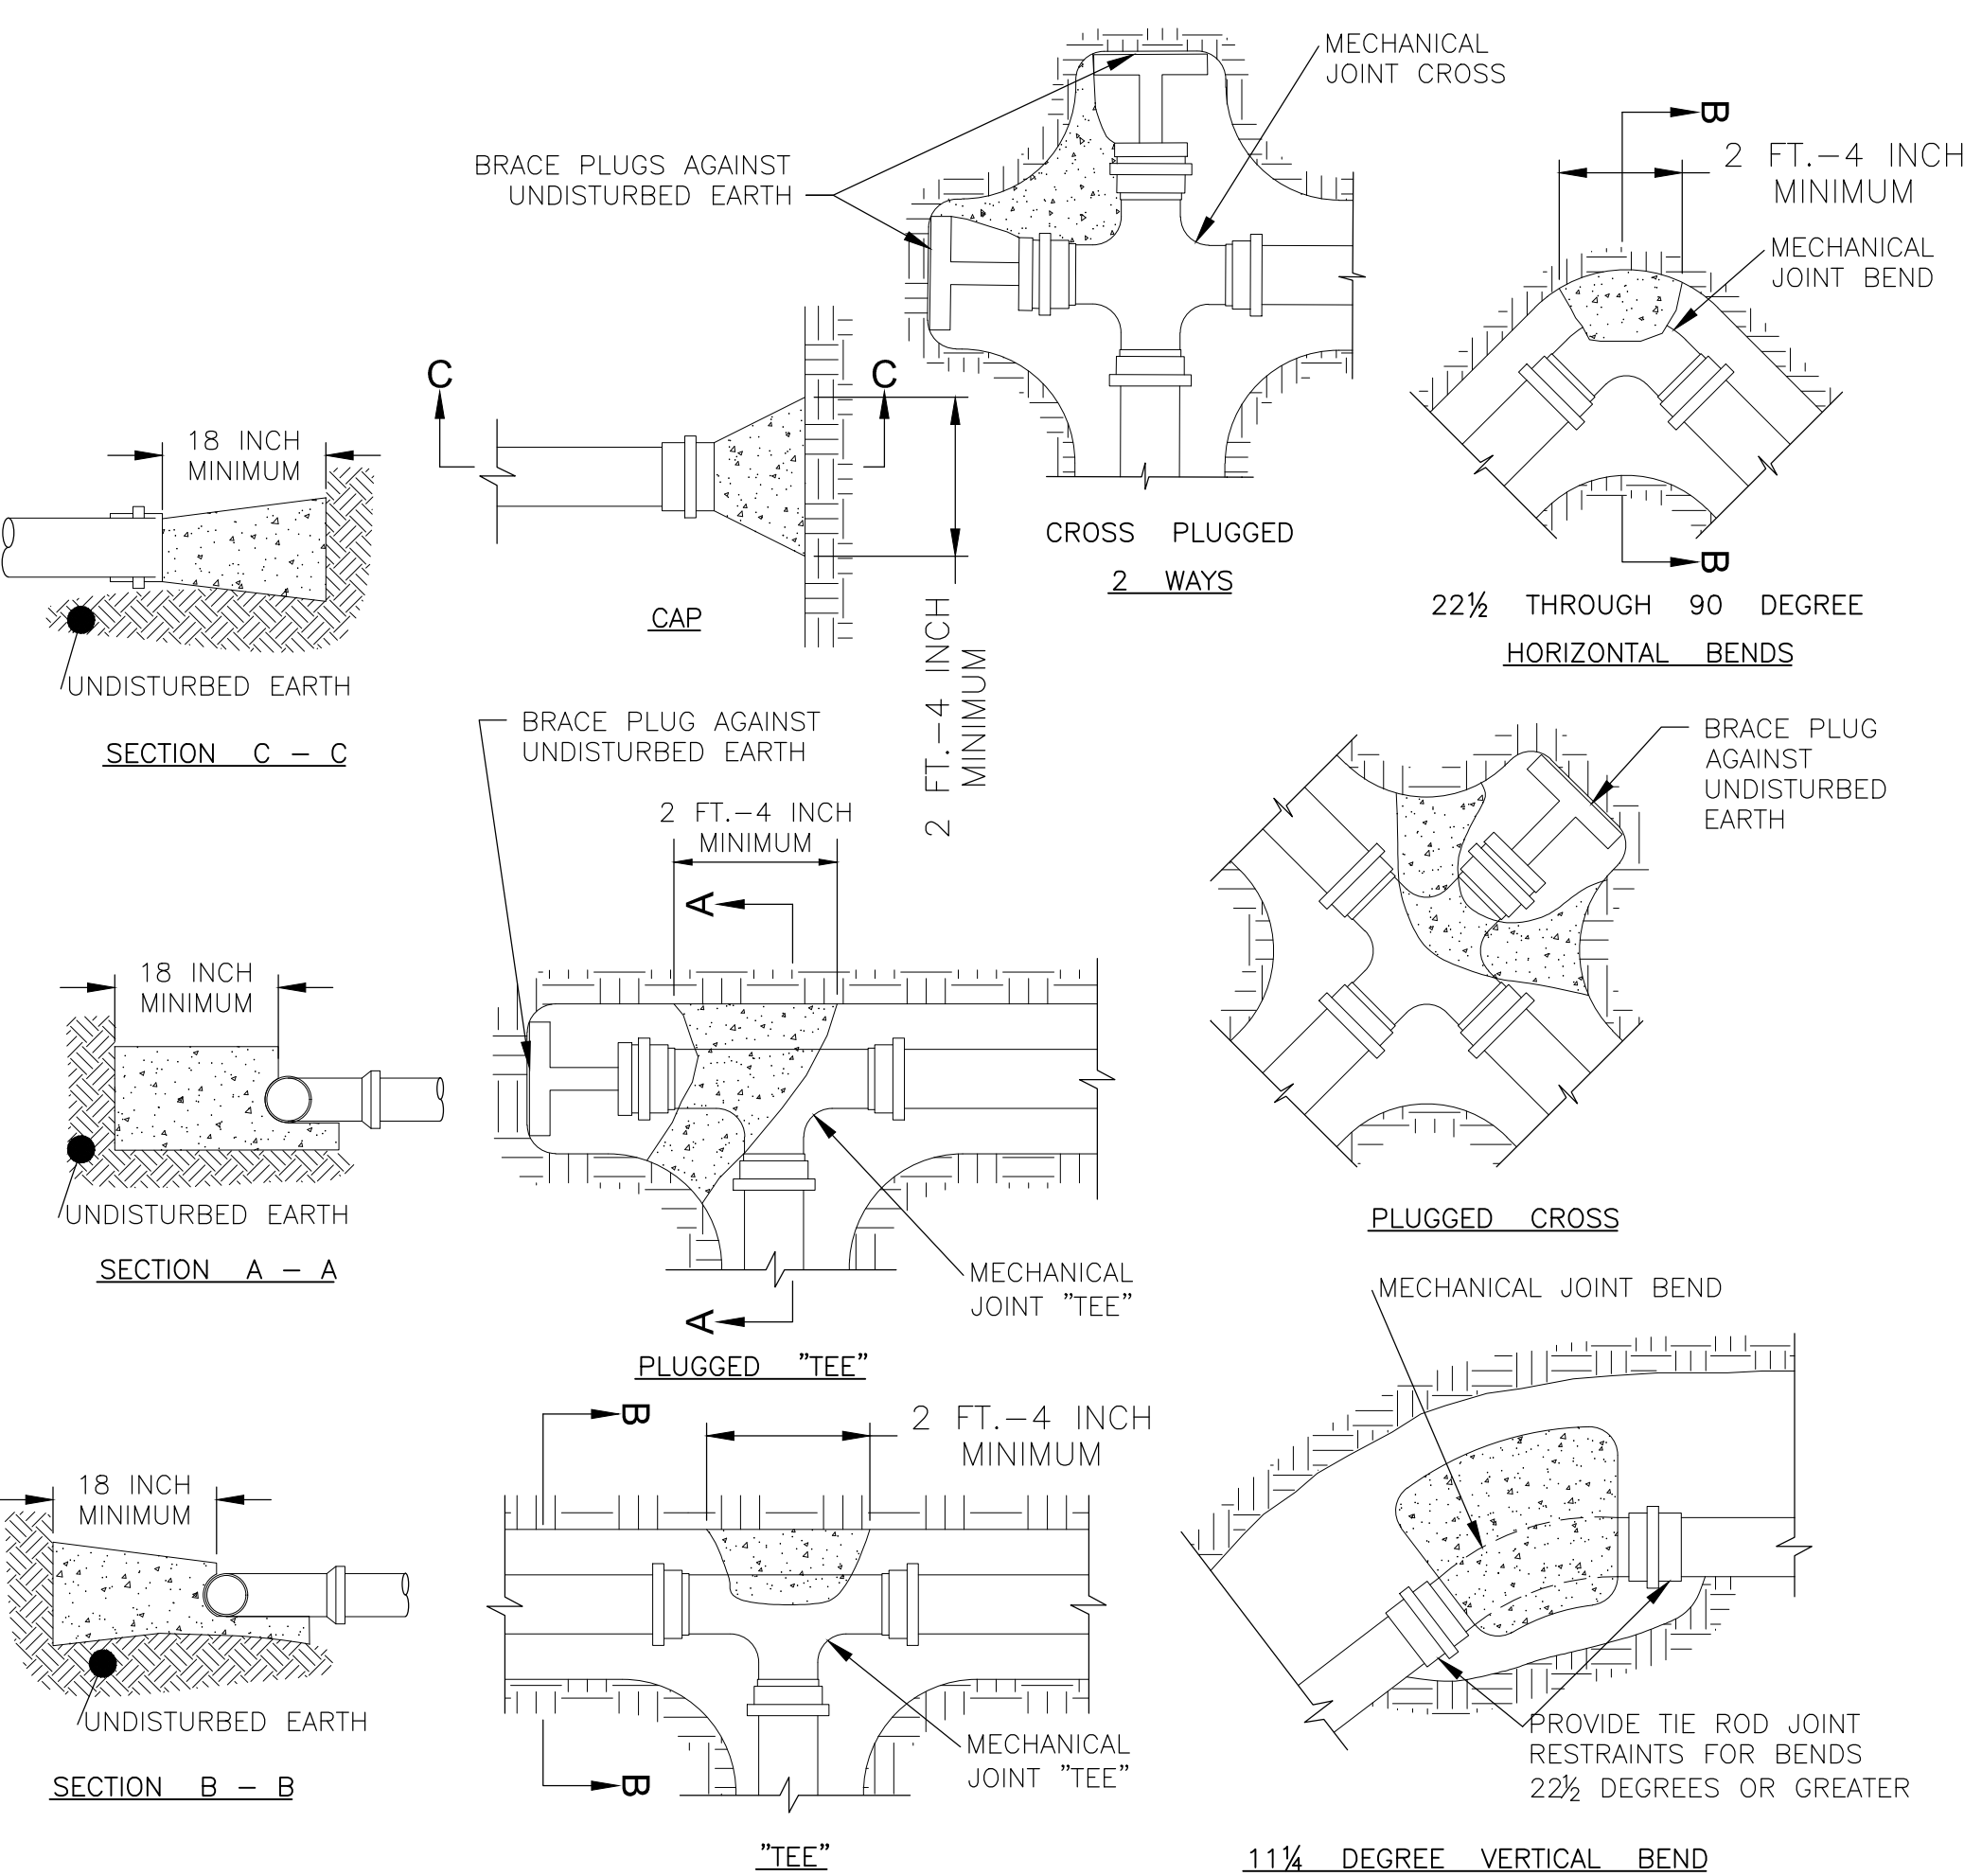 MECHANICAL
JOINT CROSS
BRACE PLUGS AGAINST
UNDISTURBED EARTH
CROSS PLUGGED
2 WAYS
B
2 FT.-4 INCH
MINIMUM
MECHANICAL
JOINT BEND
B
22½ THROUGH 90 DEGREE
HORIZONTAL BENDS
18 INCH
MINIMUM
UNDISTURBED EARTH
SECTION C - C
C
C
CAP
2 FT.-4 INCH
MINIMUM
BRACE PLUG AGAINST
UNDISTURBED EARTH
2 FT.-4 INCH
MINIMUM
A
A
MECHANICAL
JOINT "TEE"
PLUGGED "TEE"
BRACE PLUG
AGAINST
UNDISTURBED
EARTH
PLUGGED CROSS
18 INCH
MINIMUM
UNDISTURBED EARTH
SECTION A - A
18 INCH
MINIMUM
UNDISTURBED EARTH
SECTION B - B
B
2 FT.-4 INCH
MINIMUM
B
MECHANICAL
JOINT "TEE"
"TEE"
MECHANICAL JOINT BEND
PROVIDE TIE ROD JOINT
RESTRAINTS FOR BENDS
22½ DEGREES OR GREATER
11¼ DEGREE VERTICAL BEND